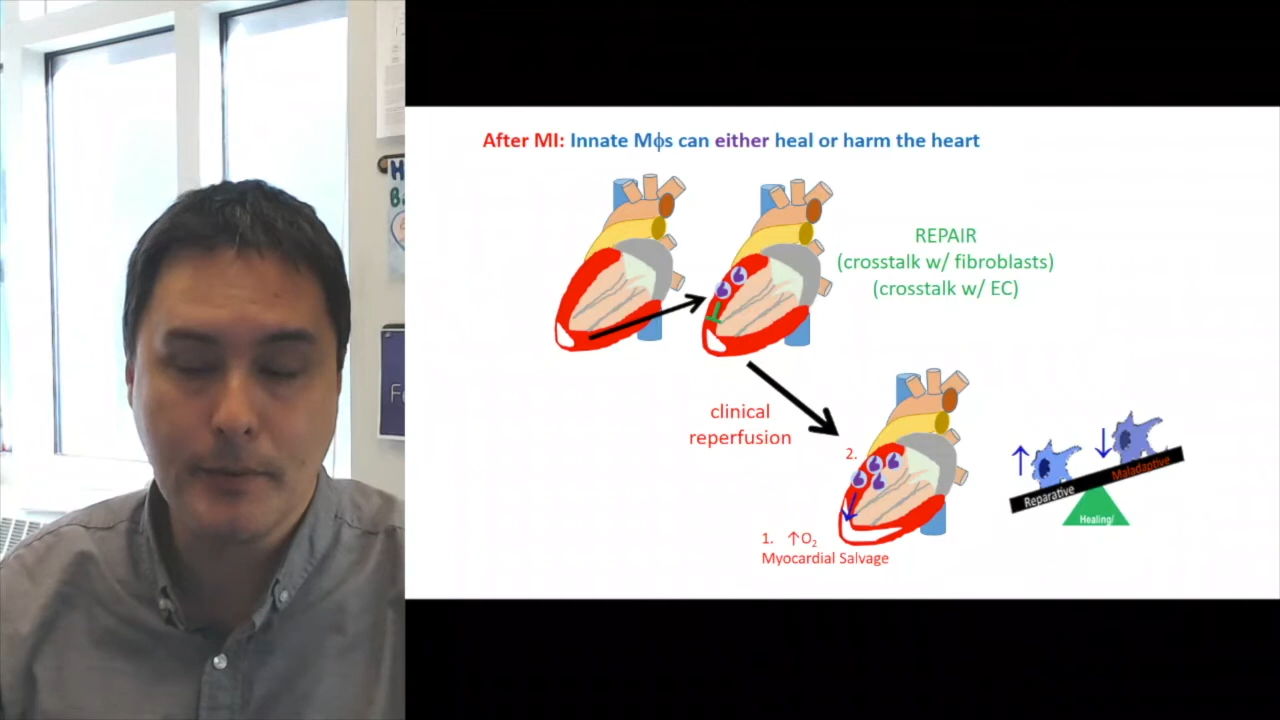 After MI: Innate Mϕs can either heal or harm the heart
REPAIR
(crosstalk w/ fibroblasts)
(crosstalk w/ EC)
clinical
reperfusion
2.
1. ↑O₂
Myocardial Salvage
Reparative
Maladaptive
Healing/